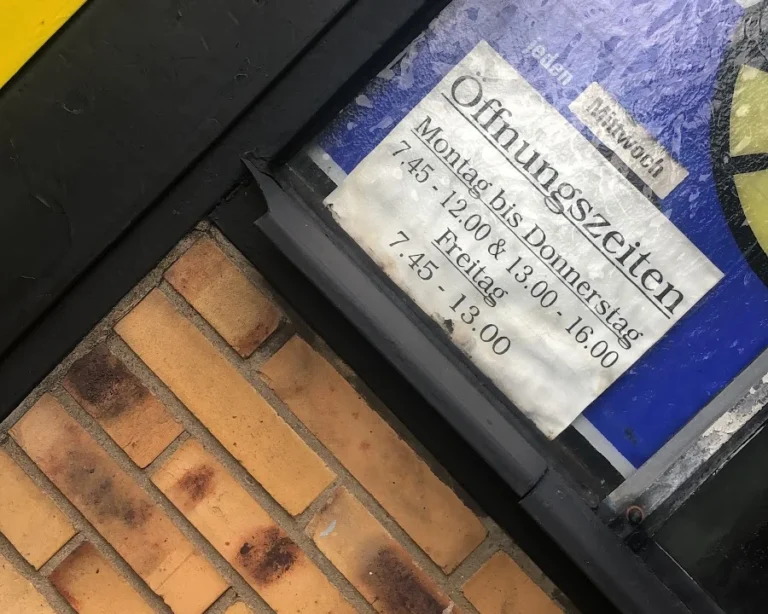 jeden
Mittwoch
Öffnungszeiten
Montag bis Donnerstag
7.45 - 12.00 & 13.00 - 16.00
Freitag
7.45 - 13.00